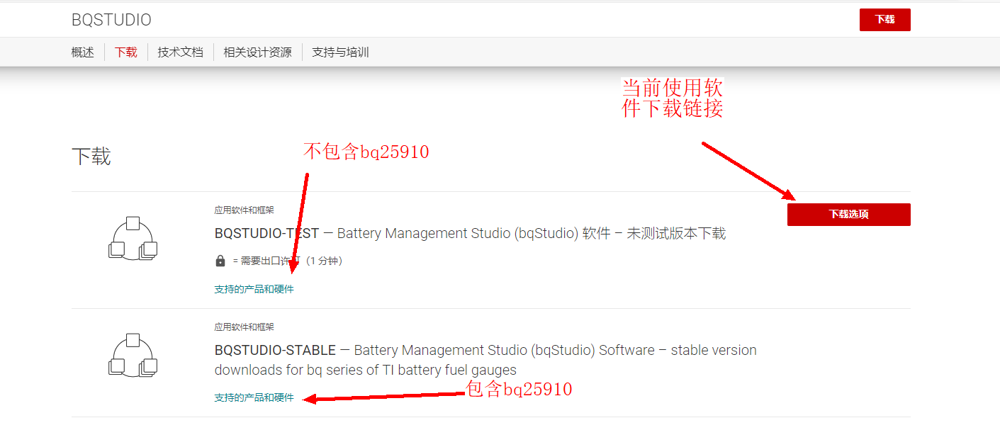 BQSTUDIO
下载
概述 下载 技术文档 相关设计资源 支持与培训
当前使用软
件下载链接
下载
不包含bq25910
应用软件和框架
下载选项
BQSTUDIO-TEST — Battery Management Studio (bqStudio) 软件 – 未测试版本下载
= 需要出口许可（1 分钟）
支持的产品和硬件
应用软件和框架
BQSTUDIO-STABLE — Battery Management Studio (bqStudio) Software – stable version
downloads for bq series of TI battery fuel gauges
包含bq25910
支持的产品和硬件